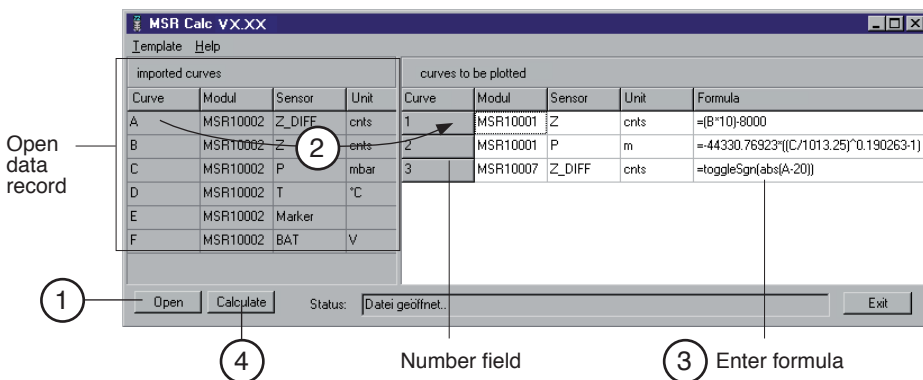 MSR Calc VX.XX
Template Help
imported curves
curves to be plotted
Curve Modul Sensor Unit
A MSR10002 Z_DIFF cnts
B MSR10002 Z cnts
C MSR10002 P mbar
D MSR10002 T °C
E MSR10002 Marker
F MSR10002 BAT V
Curve Modul Sensor Unit Formula
1 MSR10001 Z cnts =(B*10)-8000
2 MSR10001 P m =-44330.76923*((C/1013.25)^0.190263-1)
3 MSR10007 Z_DIFF cnts =toggleSgn(abs(A-20))
2
Open
data
record
1
Open Calculate Status: Datei geöffnet.. Exit
4
Number field
3 Enter formula